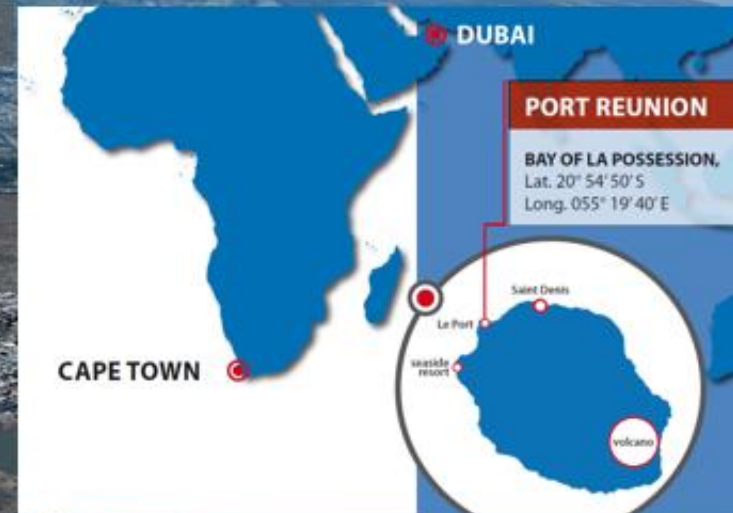 DUBAI
PORT REUNION
BAY OF LA POSSESSION,
Lat. 20° 54' 50' S
Long. 055° 19' 40' E
Saint Denis
Le Port
seaside
resort
CAPE TOWN
volcano